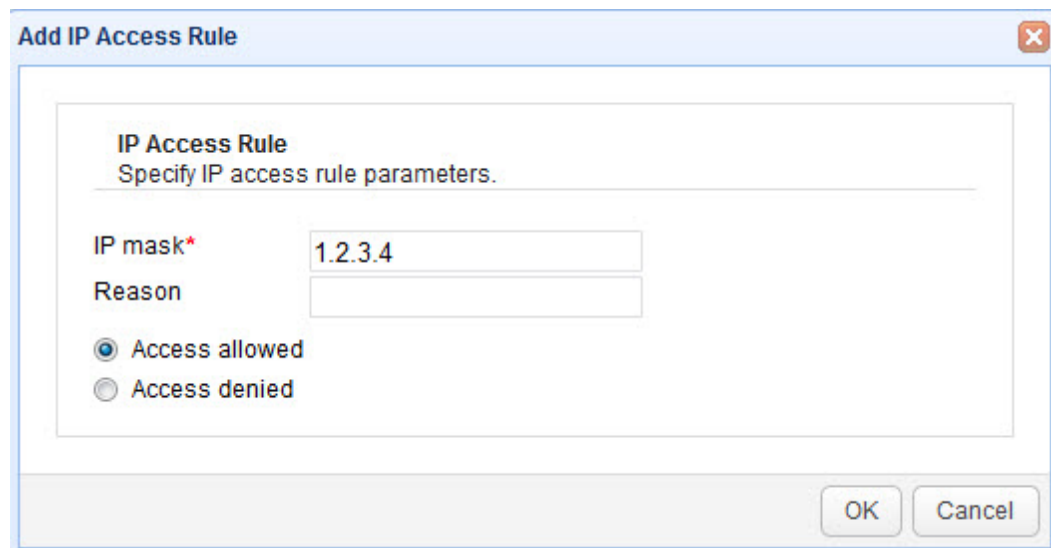 Add IP Access Rule
IP Access Rule
Specify IP access rule parameters.
IP mask* 1.2.3.4
Reason
Access allowed
Access denied
OK Cancel